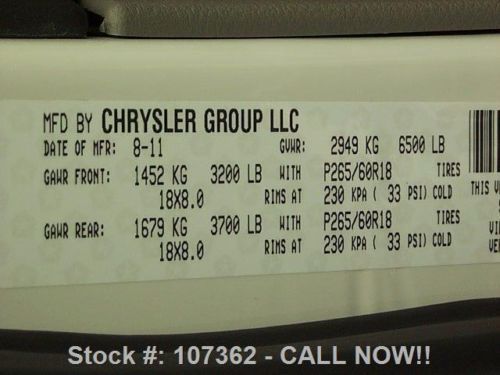 MFD BY CHRYSLER GROUP LLC
DATE OF MFR: 8-11 GVWR: 2949 KG 6500 LB
GAWR FRONT: 1452 KG 3200 LB WITH P265/60R18 TIRES
18X8.0 RIMS AT 230 KPA ( 33 PSI) COLD
THIS V
GAWR REAR: 1679 KG 3700 LB WITH P265/60R18 TIRES
18X8.0 RIMS AT 230 KPA ( 33 PSI) COLD
Stock #: 107362 - CALL NOW!!